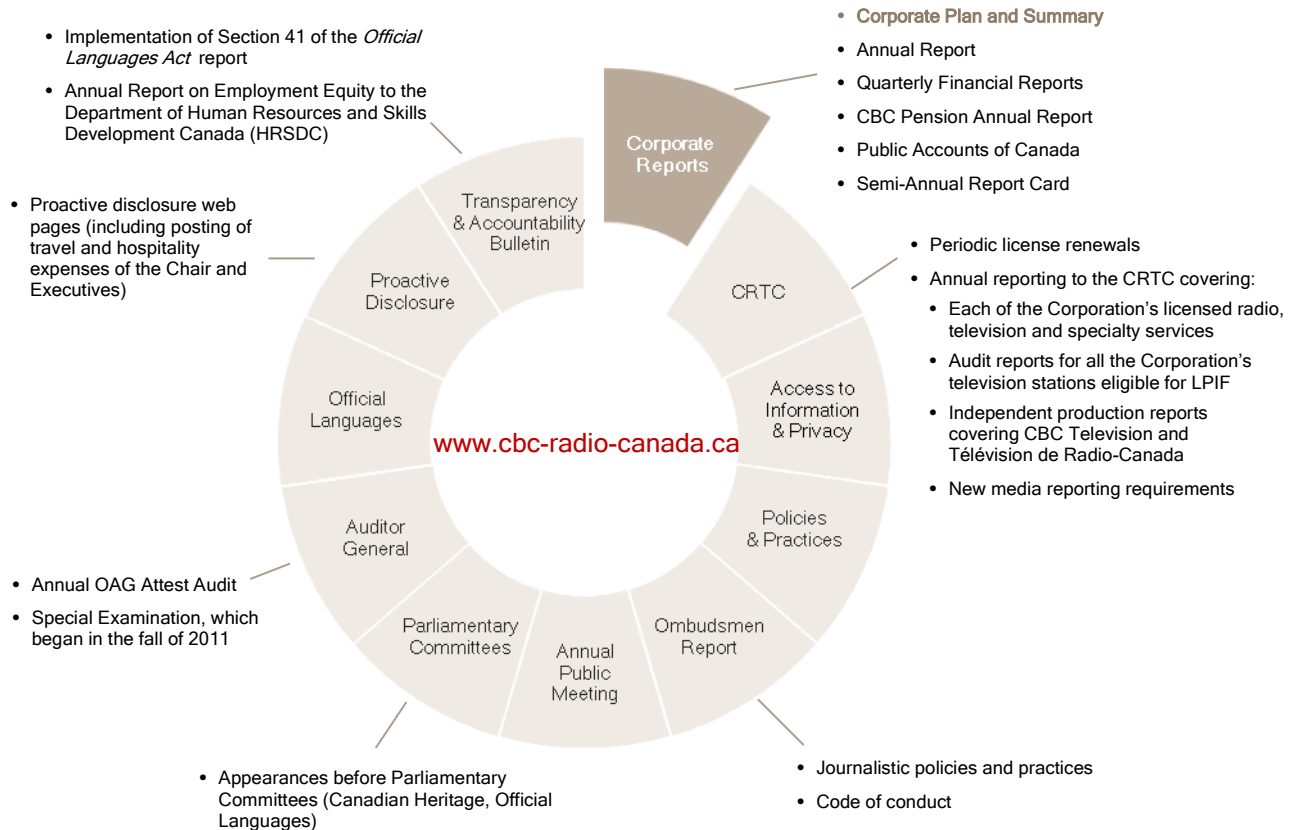 • Corporate Plan and Summary
• Annual Report
• Quarterly Financial Reports
• CBC Pension Annual Report
• Public Accounts of Canada
• Semi-Annual Report Card
• Implementation of Section 41 of the Official
Languages Act report
• Annual Report on Employment Equity to the
Department of Human Resources and Skills
Development Canada (HRSDC)
• Proactive disclosure web
pages (including posting of
travel and hospitality
expenses of the Chair and
Executives)
Corporate
Reports
Transparency
& Accountability
Bulletin
Proactive
Disclosure
CRTC
• Periodic license renewals
• Annual reporting to the CRTC covering:
• Each of the Corporation's licensed radio,
television and specialty services
• Audit reports for all the Corporation's
television stations eligible for LPIF
• Independent production reports
covering CBC Television and
Télévision de Radio-Canada
• New media reporting requirements
Official
Languages
www.cbc-radio-canada.ca
Access to
Information
& Privacy
Auditor
General
Policies
& Practices
• Annual OAG Attest Audit
• Special Examination, which
began in the fall of 2011
Parliamentary
Committees
Annual
Public
Meeting
Ombudsmen
Report
• Appearances before Parliamentary
Committees (Canadian Heritage, Official
Languages)
• Journalistic policies and practices
• Code of conduct